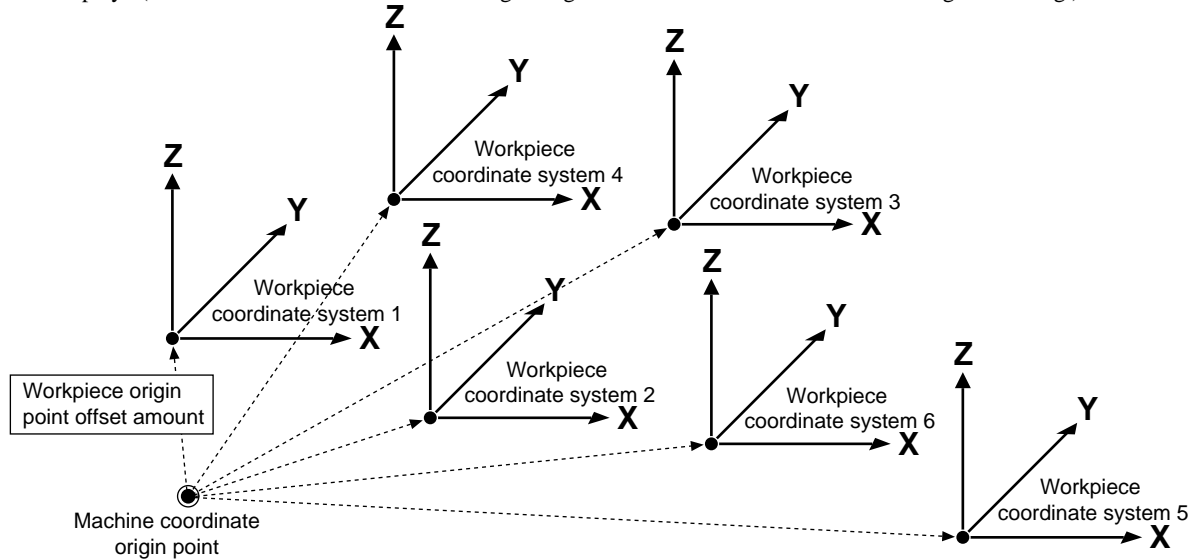 Z
Y
Workpiece
coordinate system 4
X
Z
Y
Workpiece
coordinate system 3
X
Z
Y
Workpiece
coordinate system 1
X
Z
Y
Workpiece
coordinate system 2
X
Z
Y
Workpiece
coordinate system 6
X
Z
Y
Workpiece
coordinate system 5
X
Workpiece origin
point offset amount
Machine coordinate
origin point